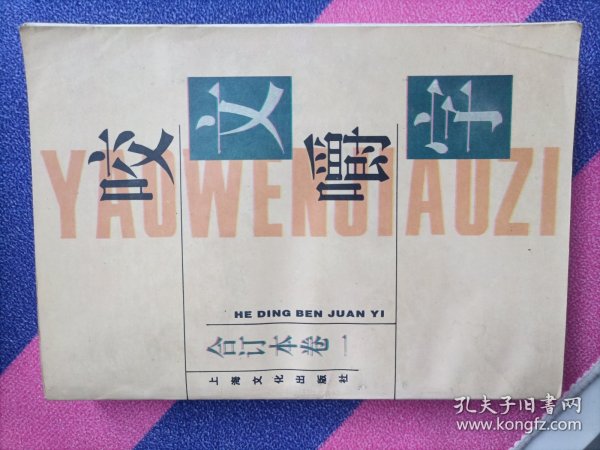 咬文嚼字
YAOWENJIAOZI
HE DING BEN JUAN YI
合订本卷一
上海文化出版社
孔夫子旧书网
www.kongfz.com